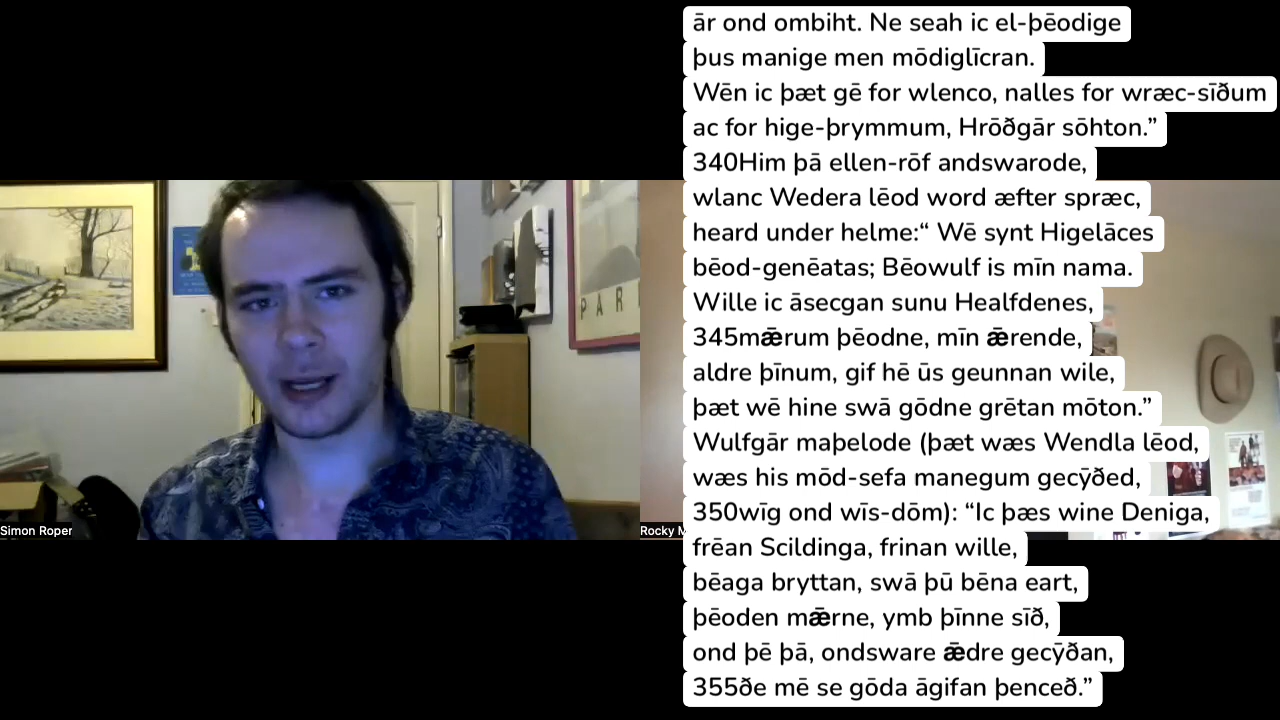 ār ond ombiht. Ne seah ic el-þēodige
þus manige men mōdiglīcran.
Wēn ic þæt gē for wlenco, nalles for wræc-sīðum
ac for hige-þrymmum, Hrōðgār sōhton.”
340Him þā ellen-rōf andswarode,
wlanc Wedera lēod word æfter spræc,
heard under helme:“ Wē synt Higelāces
bēod-genēatas; Bēowulf is mīn nama.
Wille ic āsecgan sunu Healfdenes,
345mǣrum þēodne, mīn ǣrende,
aldre þīnum, gif hē ūs geunnan wile,
þæt wē hine swā gōdne grētan mōton.”
Wulfgār maþelode (þæt wæs Wendla lēod,
wæs his mōd-sefa manegum gecȳðed,
350wīg ond wīs-dōm): “Ic þæs wine Deniga,
frēan Scildinga, frinan wille,
bēaga bryttan, swā þū bēna eart,
þēoden mǣrne, ymb þīnne sīð,
ond þē þā, ondsware ǣdre gecȳðan,
355ðe mē se gōda āgifan þenceð.”
PARI
Simon Roper
Rocky M